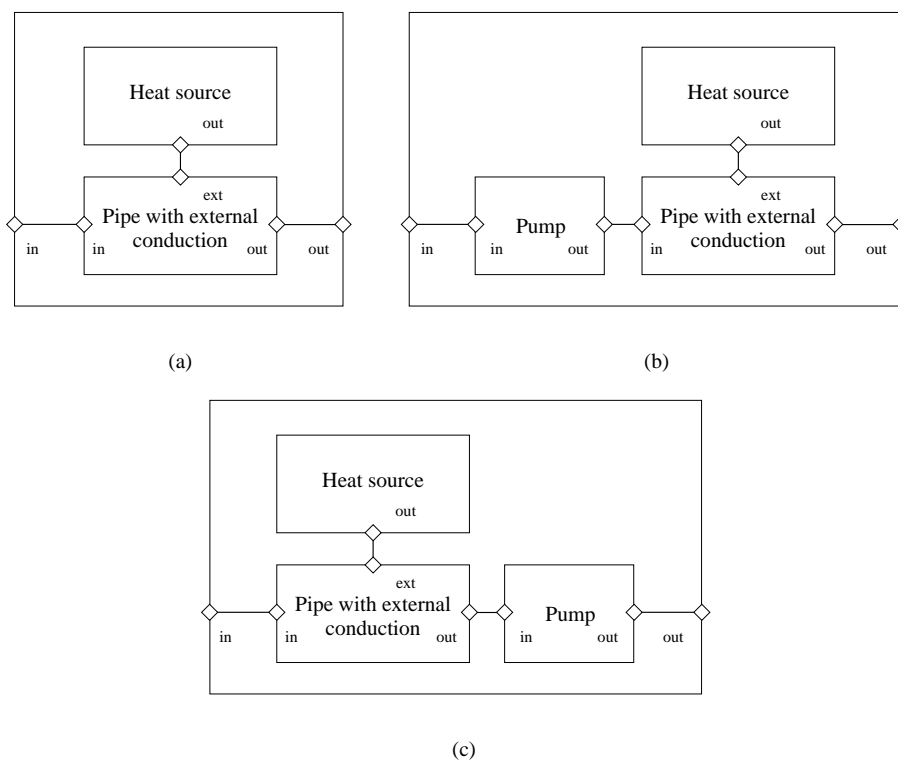 Heat source
out
ext
Pipe with external
conduction
in
in
out
out
(a)
Heat source
out
ext
Pump
Pipe with external
conduction
in
in
out
in
out
out
(b)
Heat source
out
ext
Pipe with external
conduction
Pump
in
in
out
in
out
out
(c)